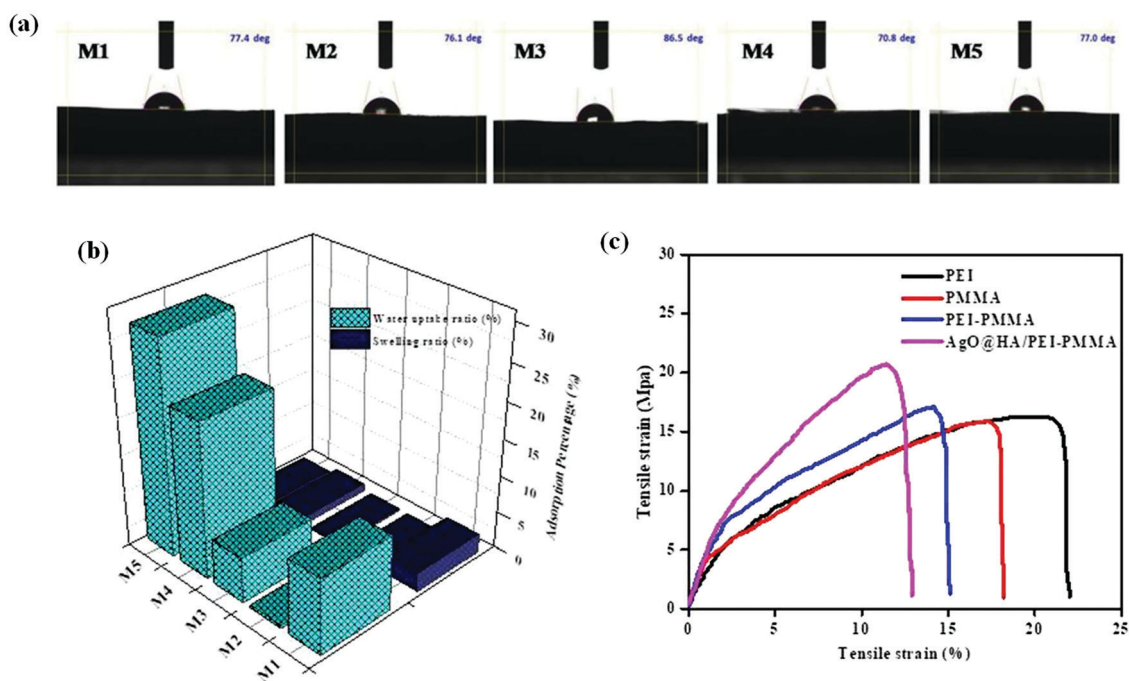 (a)
M1
77.4 deg
M2
76.1 deg
M3
86.5 deg
M4
70.8 deg
M5
77.0 deg
(b)
Water uptake ratio (%)
Swelling ratio (%)
30
25
20
15
10
5
0
Adsorption Percentage (%)
M5
M4
M3
M2
M1
(c)
30
25
20
15
10
5
0
Tensile strain (Mpa)
PEI
PMMA
PEI-PMMA
AgO@HA/PEI-PMMA
0 5 10 15 20 25
Tensile strain (%)